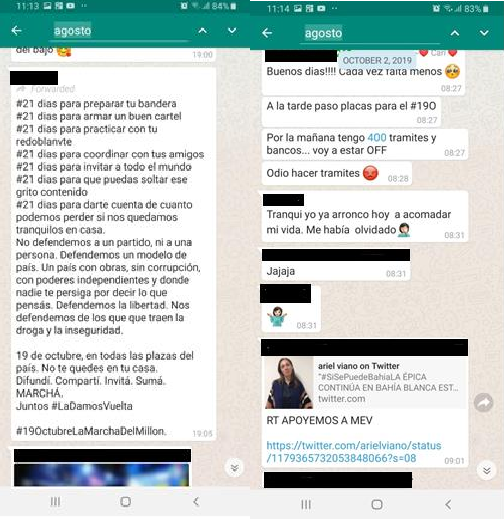 11:13
84%
agosto
del bajo
19:00
Forwarded
#21 dias para preparar tu bandera
#21 dias para armar un buen cartel
#21 dias para practicar con tu
redoblanvte
#21 dias para coordinar con tus amigos
#21 dias para invitar a todo el mundo
#21 dias para que puedas soltar ese
grito contenido
#21 dias para darte cuenta de cuanto
podemos perder si nos quedamos
tranquilos en casa.
No defendemos a un partido, ni a una
persona. Defendemos un modelo de
país. Un país con obras, sin corrupción,
con poderes independientes y donde
nadie te persiga por decir lo que
pensás. Defendemos la libertad. Nos
defendemos de los que que traen la
droga y la inseguridad.
19 de octubre, en todas las plazas del
país. No te quedes en tu casa.
Difundí. Compartí. Invitá. Sumá.
MARCHÁ.
Juntos #LaDamosVuelta
#19OctubreLaMarchaDelMillon.
19:05
11:14
83%
agosto
Cari
OCTOBER 2, 2019
Buenos dias!!!! Cada vez falta menos
08:27
A la tarde paso placas para el #19O
08:27
Por la mañana tengo 400 tramites y
bancos... voy a estar OFF
08:27
Odio hacer tramites
08:28
Tranqui yo ya arronco hoy a acomadar
mi vida. Me había olvidado
08:31
Jajaja
08:31
08:31
ariel viano on Twitter
"#SiSePuedeBahiaLA ÉPICA
CONTINÚA EN BAHÍA BLANCA EST...
twitter.com
RT APOYEMOS A MEV
https://twitter.com/arielviano/status
/1179365732053848066?s=08
09:01